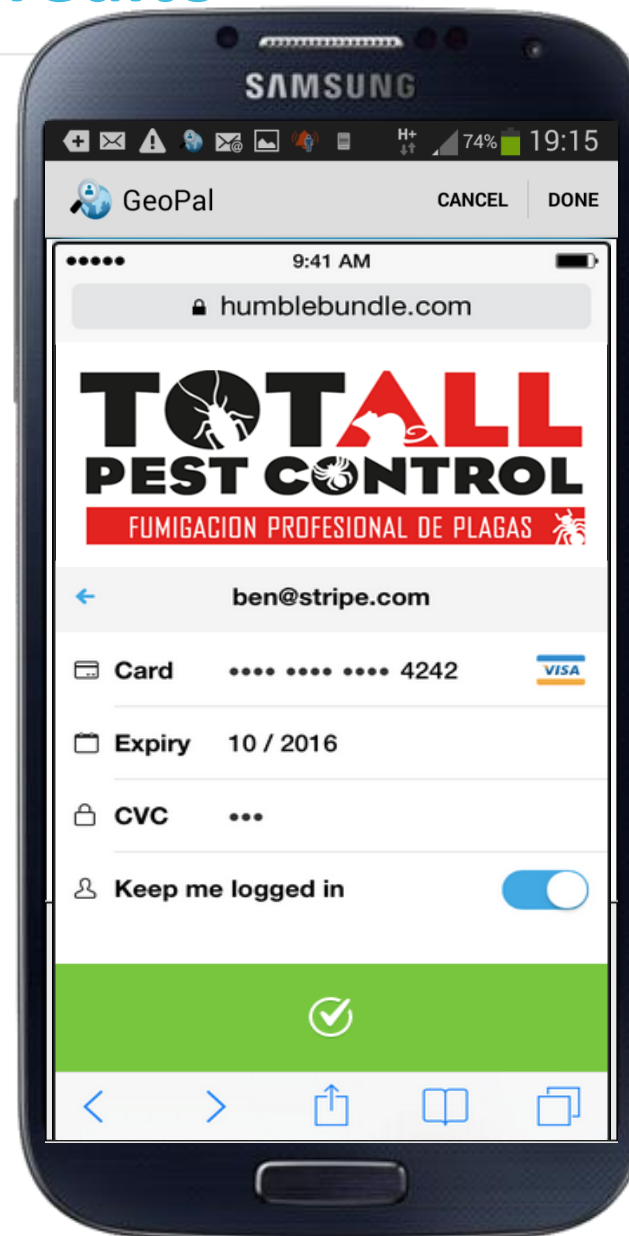 SAMSUNG
H+ 74% 19:15
GeoPal CANCEL DONE
9:41 AM
humblebundle.com
TOTALL
PEST CONTROL
FUMIGACION PROFESIONAL DE PLAGAS
ben@stripe.com
Card •••• •••• •••• 4242 VISA
Expiry 10 / 2016
CVC •••
Keep me logged in